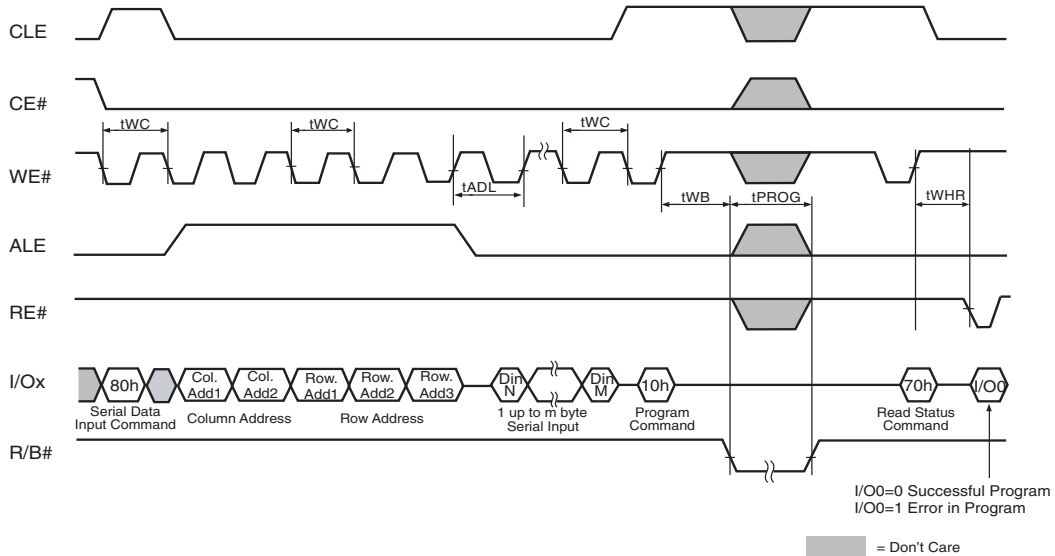 CLE
CE#
tWC
tWC
tWC
WE#
tADL
tWB
tPROG
tWHR
ALE
RE#
I/Ox
80h
Col. Add1
Col. Add2
Row. Add1
Row. Add2
Row. Add3
Din N
Din M
10h
70h
I/O0
Serial Data
Input Command
Column Address
Row Address
1 up to m byte
Serial Input
Program
Command
Read Status
Command
R/B#
I/O0=0 Successful Program
I/O0=1 Error in Program
= Don't Care